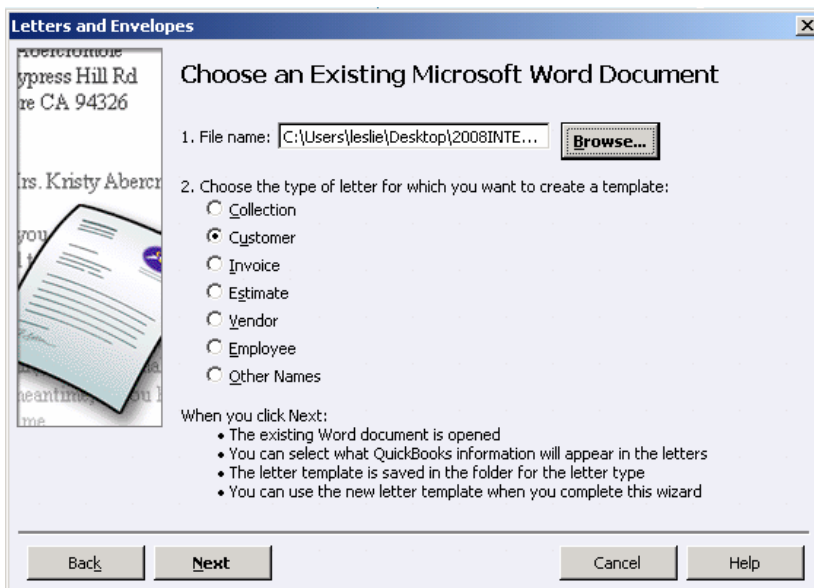 Letters and Envelopes
ypress Hill Rd
re CA 94326
rs. Kristy Abercr
you
Choose an Existing Microsoft Word Document
1. File name: C:\Users\leslie\Desktop\2008INTE... Browse...
2. Choose the type of letter for which you want to create a template:
Collection
Customer
Invoice
Estimate
Vendor
Employee
Other Names
When you click Next:
• The existing Word document is opened
• You can select what QuickBooks information will appear in the letters
• The letter template is saved in the folder for the letter type
• You can use the new letter template when you complete this wizard
Back Next Cancel Help